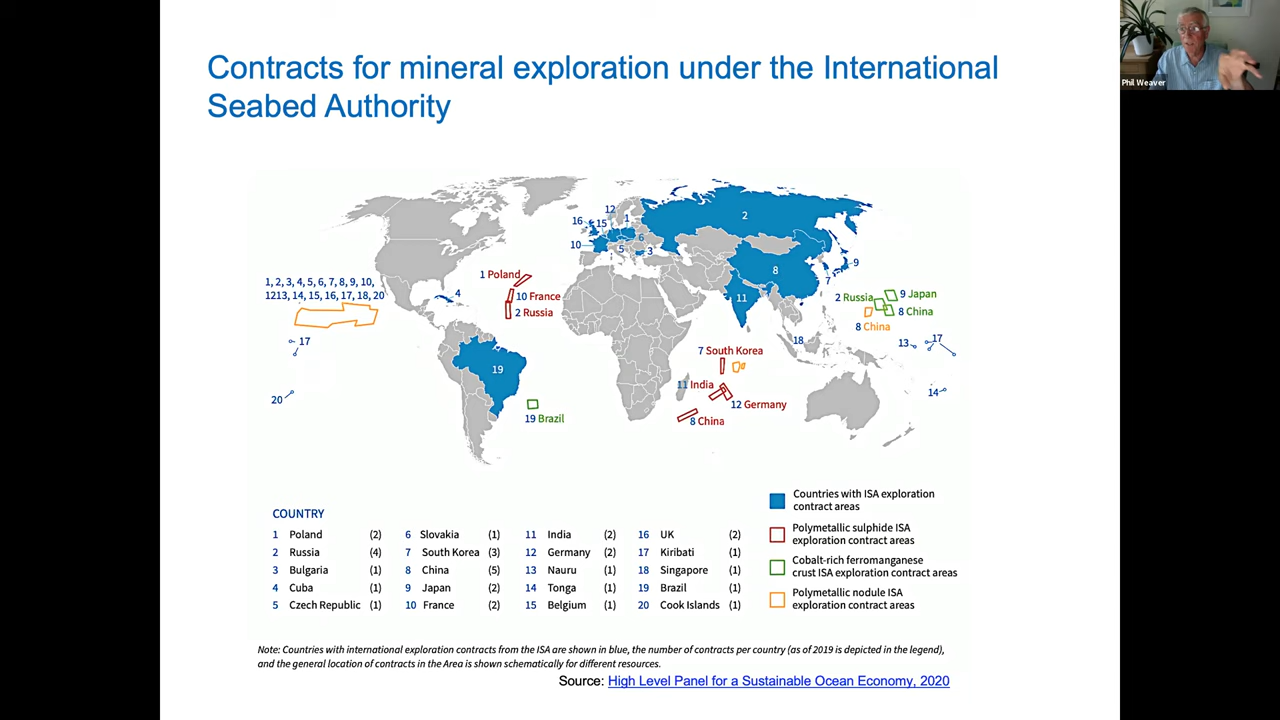 Contracts for mineral exploration under the International
Seabed Authority
Phil Weaver
12
16
15
1
2
10
6
5
3
9
7
8
1, 2, 3, 4, 5, 6, 7, 8, 9, 10,
1213, 14, 15, 16, 17, 18, 20
4
1 Poland
10 France
2 Russia
11
2 Russia
9 Japan
8 China
8 China
17
18
13
17
7 South Korea
19
20
11 India
12 Germany
14
19 Brazil
8 China
COUNTRY
1 Poland (2) 6 Slovakia (1) 11 India (2) 16 UK (2)
2 Russia (4) 7 South Korea (3) 12 Germany (2) 17 Kiribati (1)
3 Bulgaria (1) 8 China (5) 13 Nauru (1) 18 Singapore (1)
4 Cuba (1) 9 Japan (2) 14 Tonga (1) 19 Brazil (1)
5 Czech Republic (1) 10 France (2) 15 Belgium (1) 20 Cook Islands (1)
Countries with ISA exploration
contract areas
Polymetallic sulphide ISA
exploration contract areas
Cobalt-rich ferromanganese
crust ISA exploration contract areas
Polymetallic nodule ISA
exploration contract areas
Note: Countries with international exploration contracts from the ISA are shown in blue, the number of contracts per country (as of 2019 is depicted in the legend),
and the general location of contracts in the Area is shown schematically for different resources.
Source: High Level Panel for a Sustainable Ocean Economy, 2020